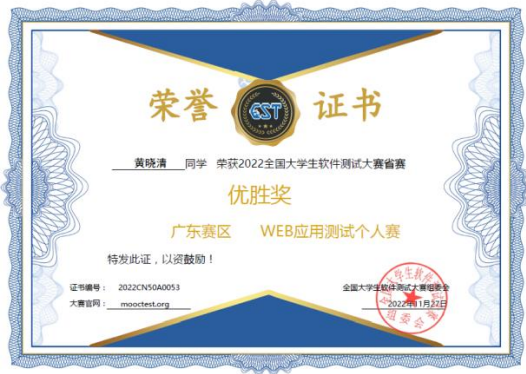 荣誉 CST 证书
黄晓清 同学 荣获2022全国大学生软件测试大赛省赛
优胜奖
广东赛区 WEB应用测试个人赛
特发此证，以资鼓励！
证书编号： 2022CN50A0053
全国大学生软件测试大赛组委会
大赛官网： mooctest.org
2022年11月27日